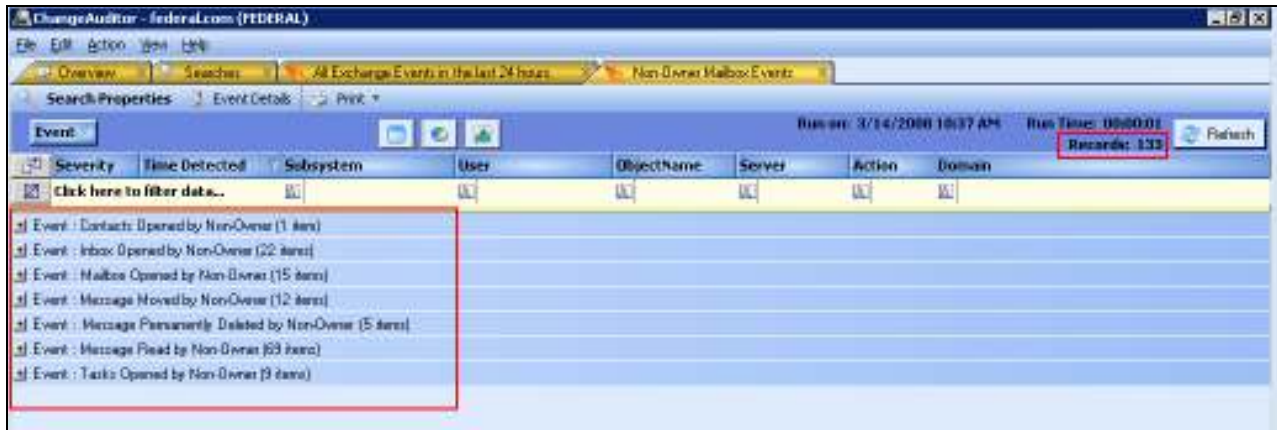 ChangeAuditor - federal.com (FEDERAL)
File Edit Action View Help
Overview Searches All Exchange Events in the last 24 hours Non-Owner Mailbox Events
Search Properties Event Details Print
Event Run on: 3/14/2008 10:37 AM Run Time: 00:00:01 Refresh
Records: 133
Severity Time Detected Subsystem User ObjectName Server Action Domain
Click here to filter data...
Event : Contacts Opened by Non-Owner (1 item)
Event : Inbox Opened by Non-Owner (22 items)
Event : Mailbox Opened by Non-Owner (15 items)
Event : Message Moved by Non-Owner (12 items)
Event : Message Permanently Deleted by Non-Owner (5 items)
Event : Message Read by Non-Owner (69 items)
Event : Tasks Opened by Non-Owner (9 items)